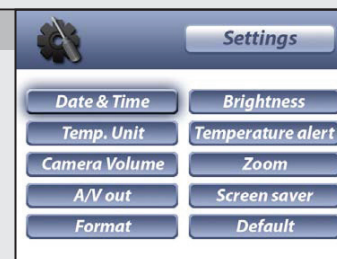 Settings
Date & Time
Brightness
Temp. Unit
Temperature alert
Camera Volume
Zoom
A/V out
Screen saver
Format
Default